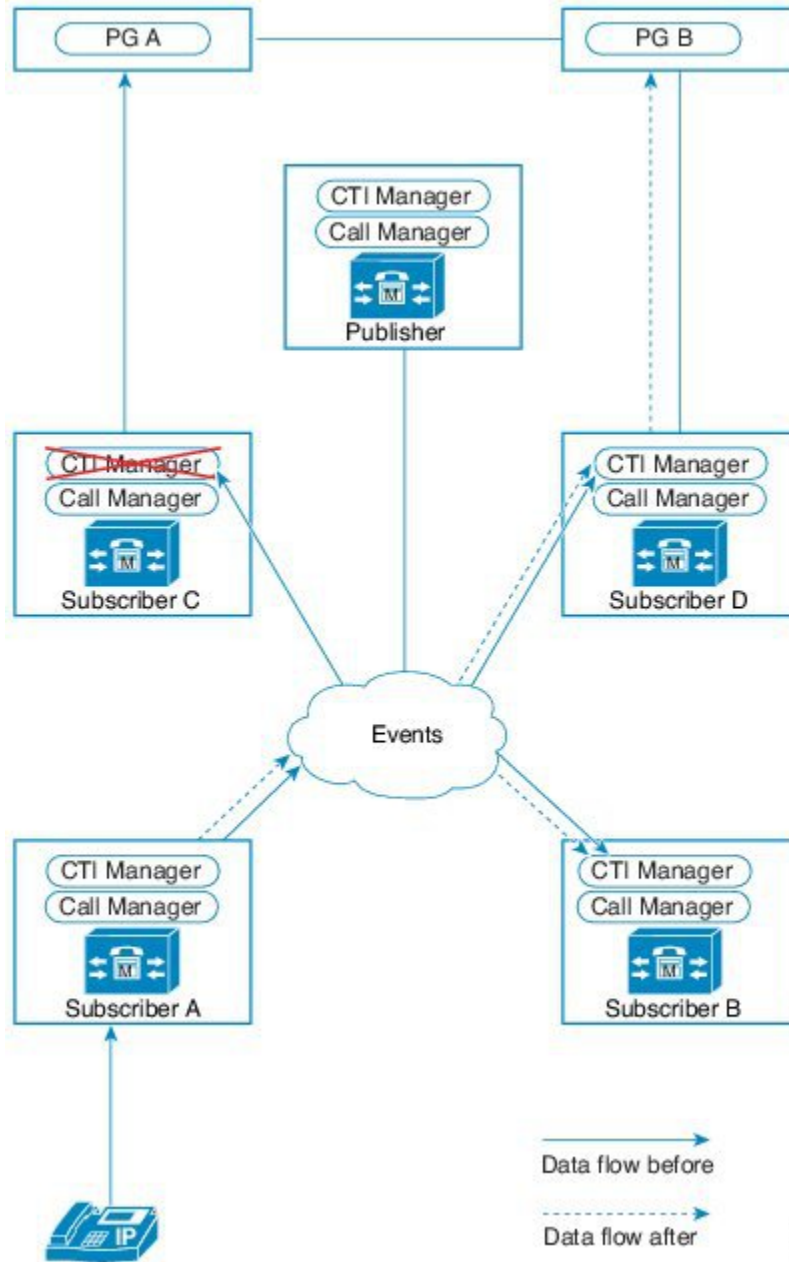 PG A
PG B
CTI Manager
Call Manager
M
Publisher
CTI Manager
Call Manager
M
Subscriber C
CTI Manager
Call Manager
M
Subscriber D
Events
CTI Manager
Call Manager
M
Subscriber A
CTI Manager
Call Manager
M
Subscriber B
Data flow before
Data flow after
IP